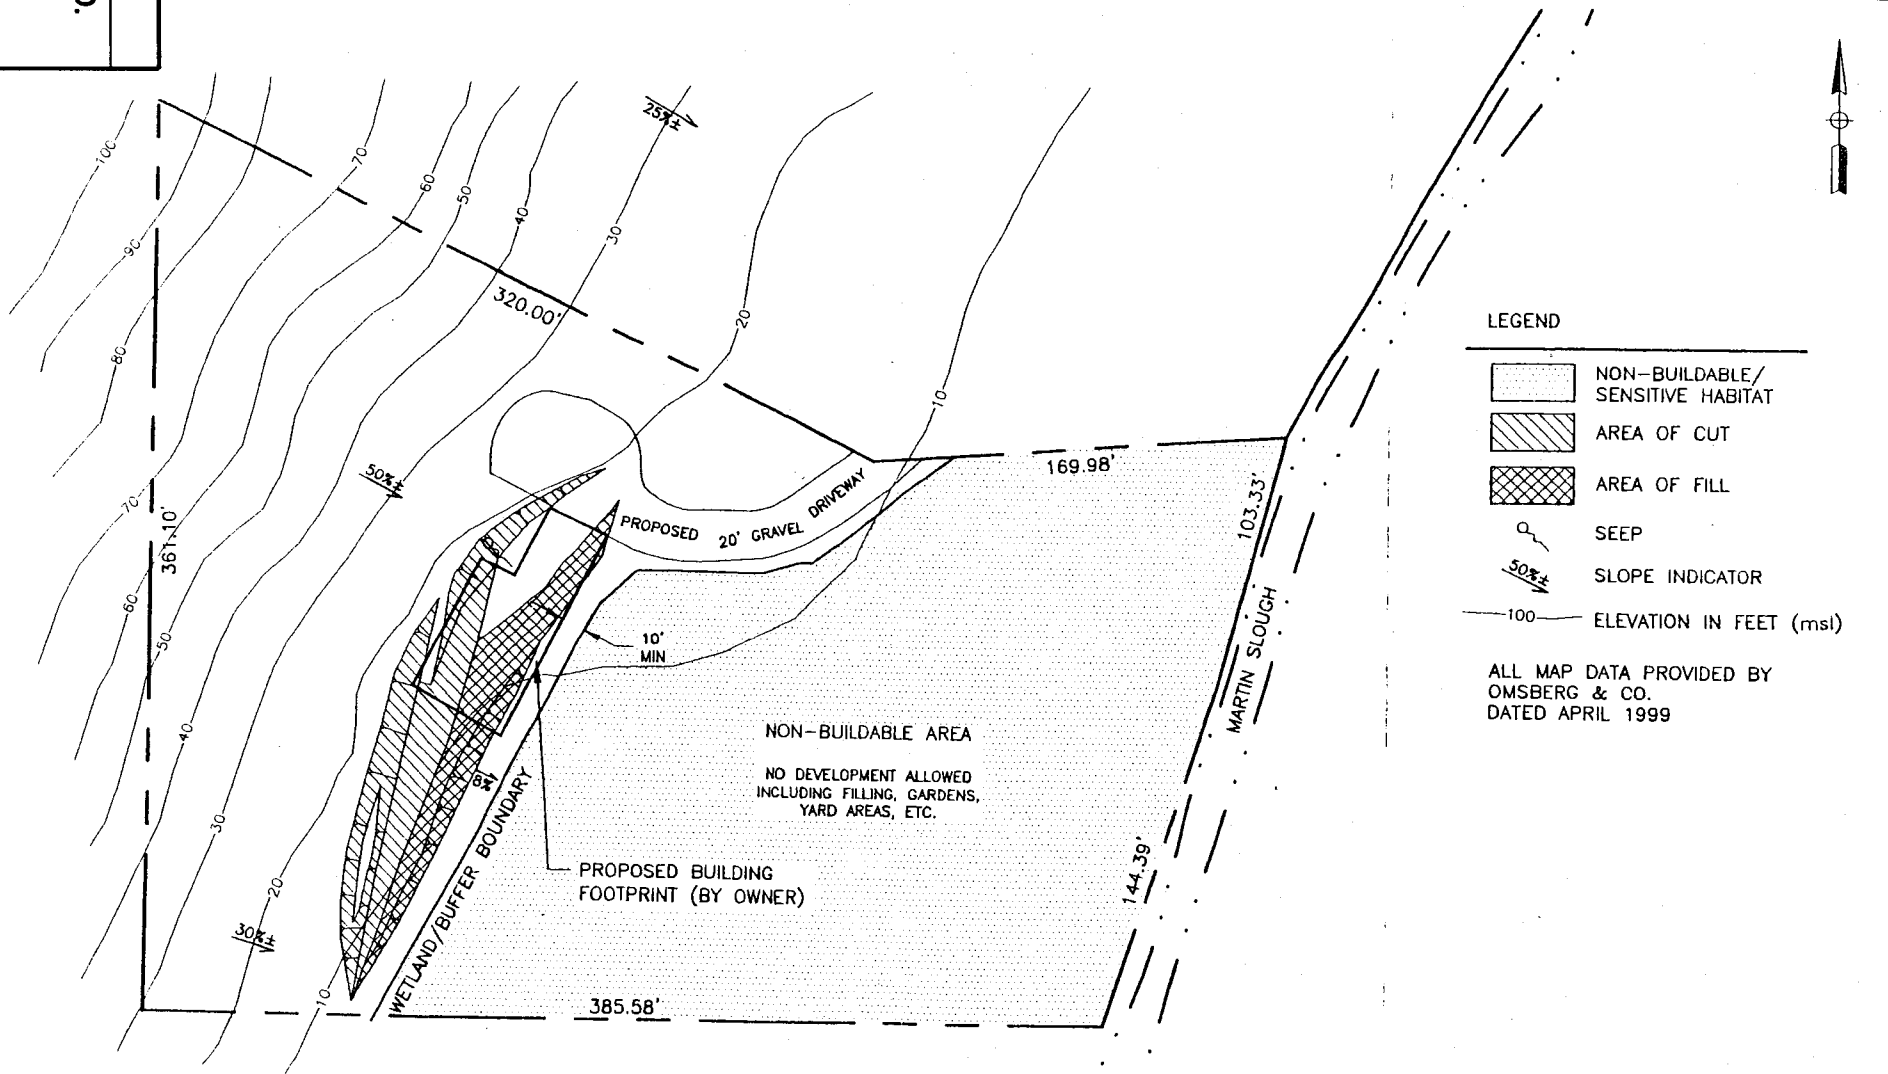 25%±
100
70
60
50
40
30
90
320.00'
20
80
10
LEGEND
NON-BUILDABLE/
SENSITIVE HABITAT
AREA OF CUT
AREA OF FILL
SEEP
50%±
SLOPE INDICATOR
100
ELEVATION IN FEET (msl)
ALL MAP DATA PROVIDED BY
OMSBERG & CO.
DATED APRIL 1999
169.98'
103.33'
50%±
70
361.10'
PROPOSED 20' GRAVEL DRIVEWAY
60
50
10'
MIN
MARTIN SLOUGH
40
NON-BUILDABLE AREA
NO DEVELOPMENT ALLOWED
INCLUDING FILLING, GARDENS,
YARD AREAS, ETC.
8%
30
WETLAND/BUFFER BOUNDARY
PROPOSED BUILDING
FOOTPRINT (BY OWNER)
144.39'
20
30%±
10
385.58'